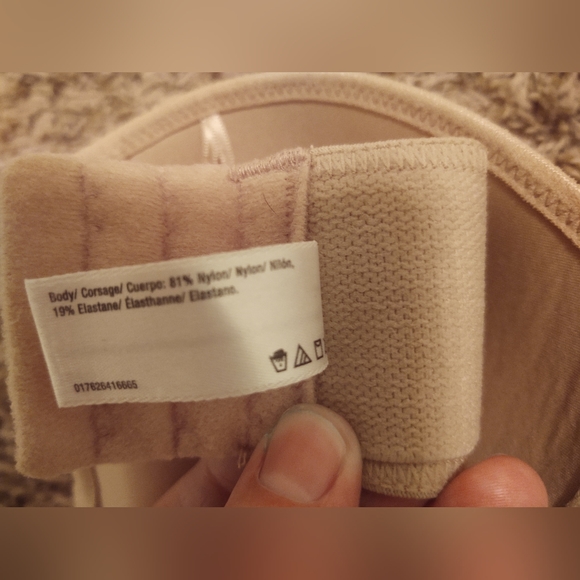 Body/ Corsage/ Cuerpo: 81% Nylon/ Nylon/ Nilón,
19% Elastane/ Élasthanne/ Elastano.
017626416665